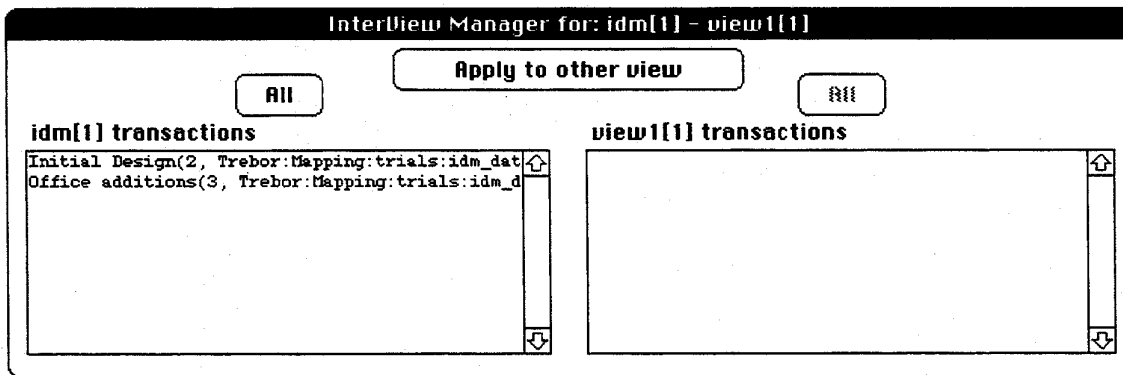 InterView Manager for: idm[1] - view1[1]
Apply to other view
All
All
idm[1] transactions
view1[1] transactions
Initial Design(2, Trebor:Mapping:trials:idm_dat
Office additions(3, Trebor:Mapping:trials:idm_d